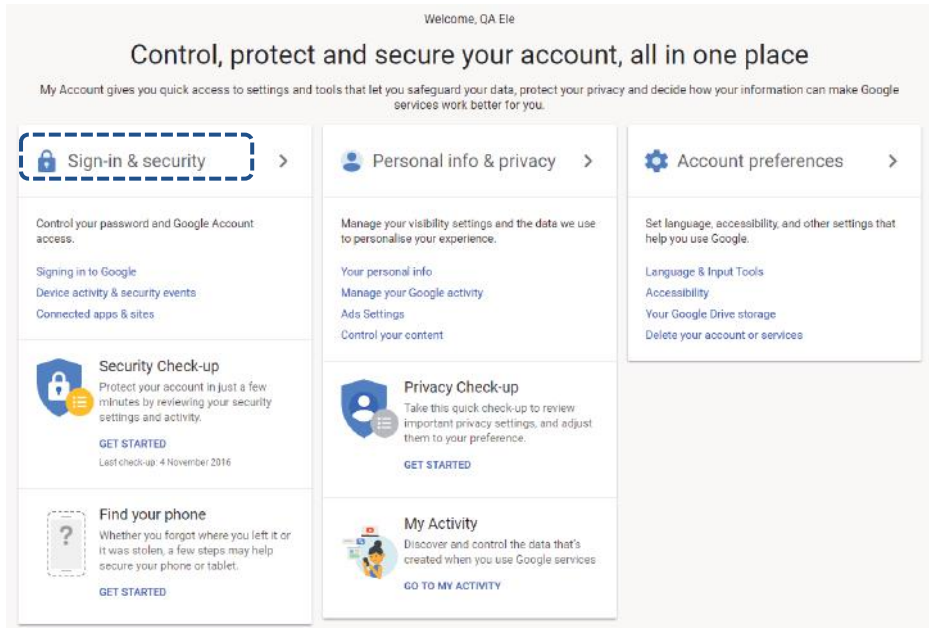 Welcome, QA Ele
Control, protect and secure your account, all in one place
My Account gives you quick access to settings and tools that let you safeguard your data, protect your privacy and decide how your information can make Google
services work better for you.
Sign-in & security
Control your password and Google Account
access.
Signing in to Google
Device activity & security events
Connected apps & sites
Security Check-up
Protect your account in just a few
minutes by reviewing your security
settings and activity.
GET STARTED
Last check-up: 4 November 2016
Find your phone
Whether you forgot where you left it or
it was stolen, a few steps may help
secure your phone or tablet.
GET STARTED
Personal info & privacy
Manage your visibility settings and the data we use
to personalise your experience.
Your personal info
Manage your Google activity
Ads Settings
Control your content
Privacy Check-up
Take this quick check-up to review
important privacy settings, and adjust
them to your preference.
GET STARTED
My Activity
Discover and control the data that's
created when you use Google services
GO TO MY ACTIVITY
Account preferences
Set language, accessibility, and other settings that
help you use Google.
Language & Input Tools
Accessibility
Your Google Drive storage
Delete your account or services